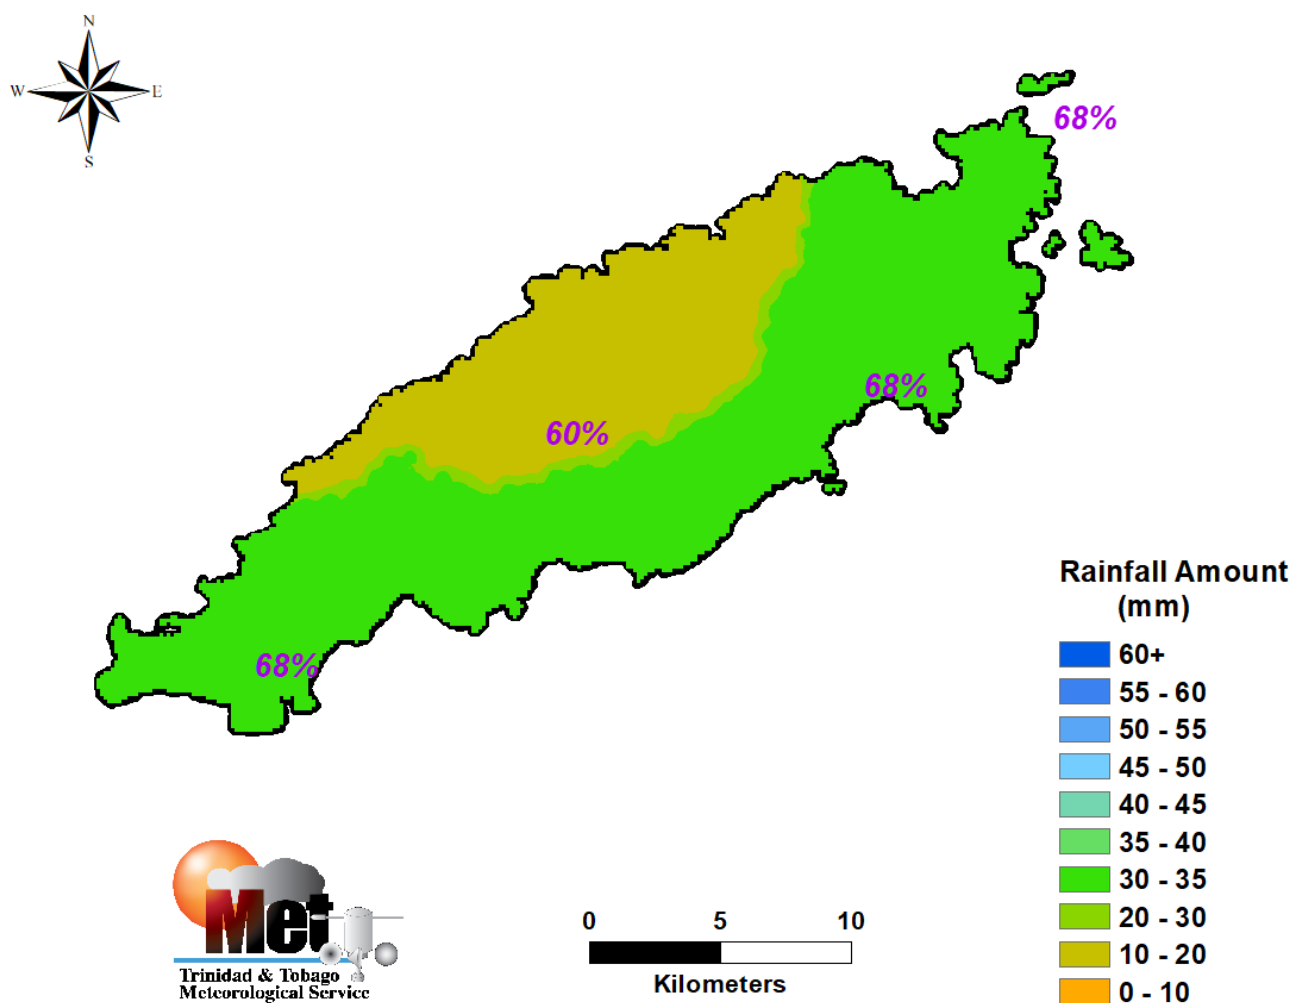 N
W E
S
68%
68%
60%
68%
Rainfall Amount
(mm)
60+
55 - 60
50 - 55
45 - 50
40 - 45
35 - 40
30 - 35
20 - 30
10 - 20
0 - 10
Met
Trinidad & Tobago
Meteorological Service
0 5 10
Kilometers